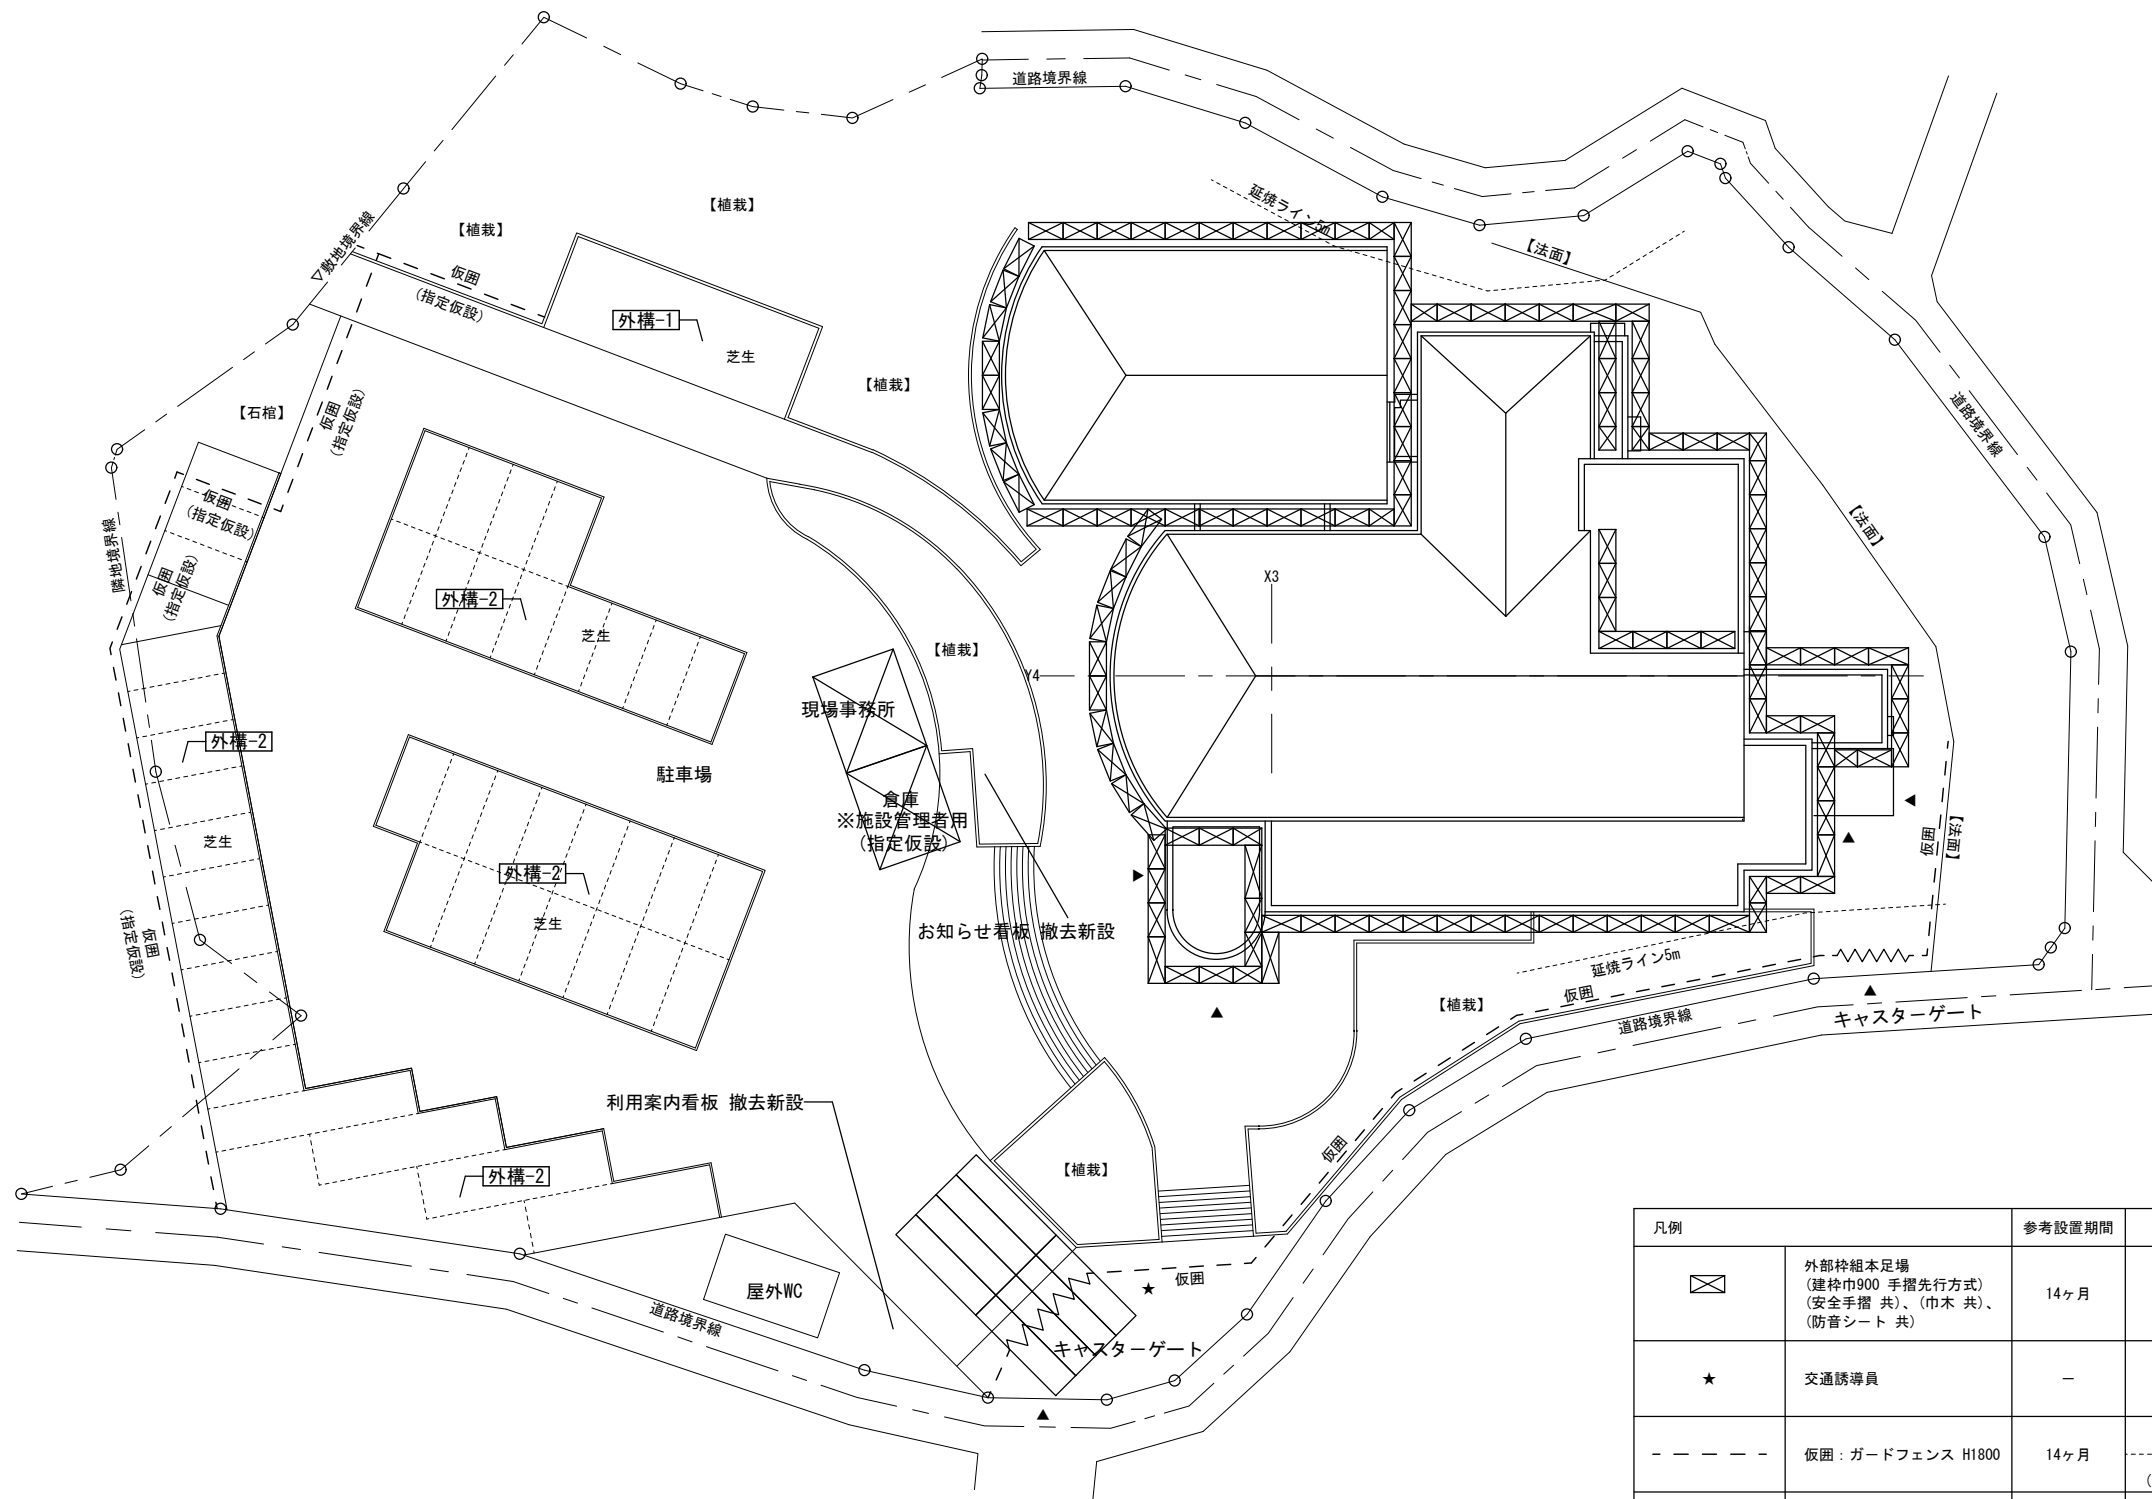 道路境界線
延焼ライン5m
【植栽】
【植栽】
▽敷地境界線
仮囲
(指定仮設)
【法面】
外構-1
芝生
【植栽】
【石棺】
仮囲
(指定仮設)
道路境界線
仮囲
(指定仮設)
隣地境界線
仮囲
(指定仮設)
【法面】
外構-2
芝生
X3
【植栽】
Y4
現場事務所
外構-2
駐車場
倉庫
※施設管理者用
(指定仮設)
芝生
仮囲
【法面】
外構-2
芝生
お知らせ看板 撤去新設
仮囲
(指定仮設)
延焼ライン5m
仮囲
【植栽】
道路境界線
キャスターゲート
利用案内看板 撤去新設
仮囲
【植栽】
外構-2
屋外WC
道路境界線
★
仮囲
キャスターゲート
凡例
参考設置期間
外部枠組本足場
(建枠巾900 手摺先行方式)
(安全手摺 共)、(巾木 共)、
(防音シート 共)
14ヶ月
★
交通誘導員
－
仮囲：ガードフェンス H1800
14ヶ月
(